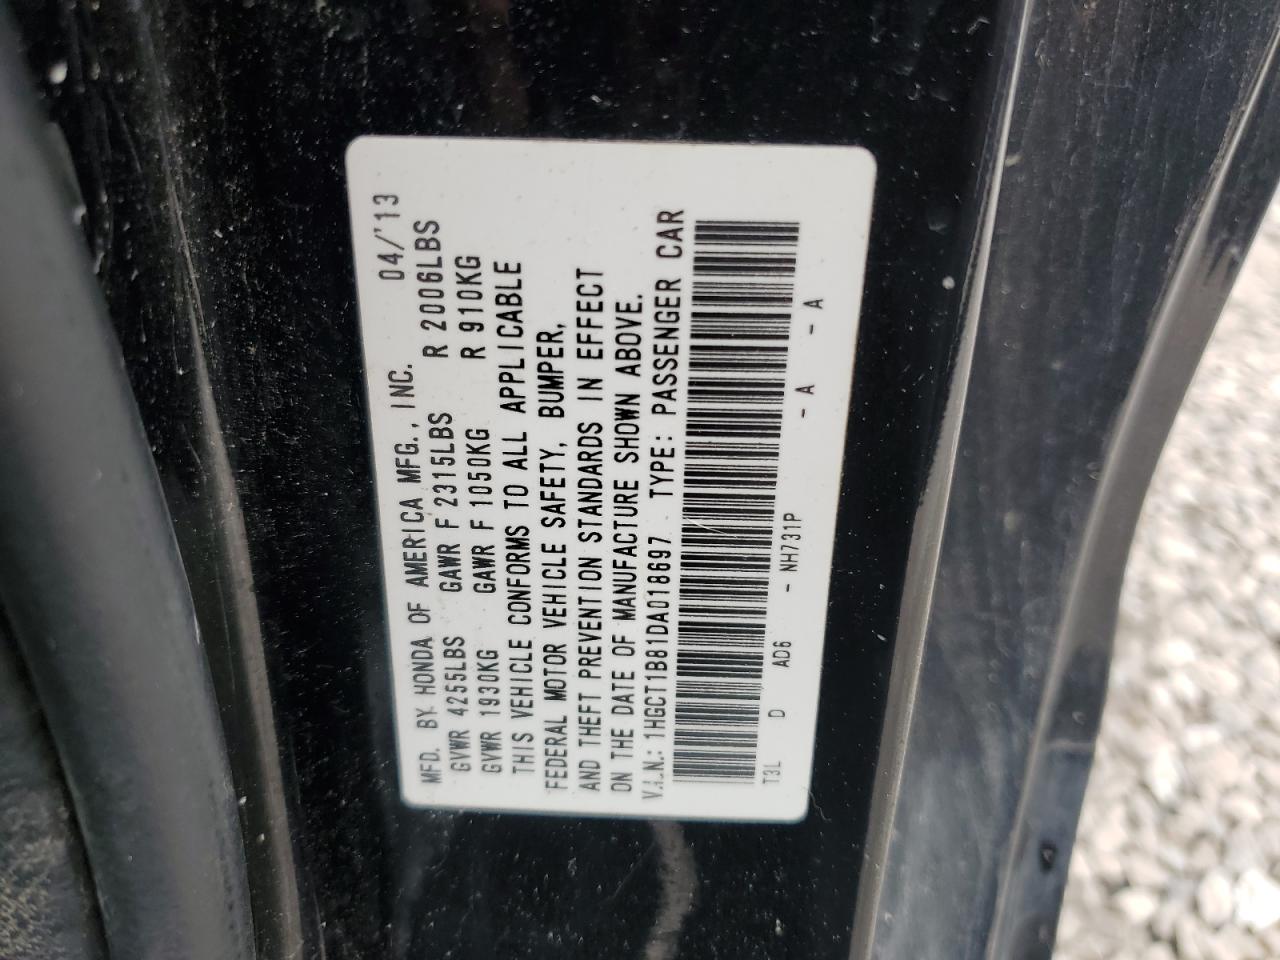 MFD. BY HONDA OF AMERICA MFG., INC. 04/'13
GVWR 4255LBS GAWR F 2315LBS R 2006LBS
GVWR 1930KG GAWR F 1050KG R 910KG
THIS VEHICLE CONFORMS TO ALL APPLICABLE
FEDERAL MOTOR VEHICLE SAFETY, BUMPER,
AND THEFT PREVENTION STANDARDS IN EFFECT
ON THE DATE OF MANUFACTURE SHOWN ABOVE.
V.I.N.: 1HGCT1B81DA018697 TYPE: PASSENGER CAR
T3L D AD6 - NH731P - A - A